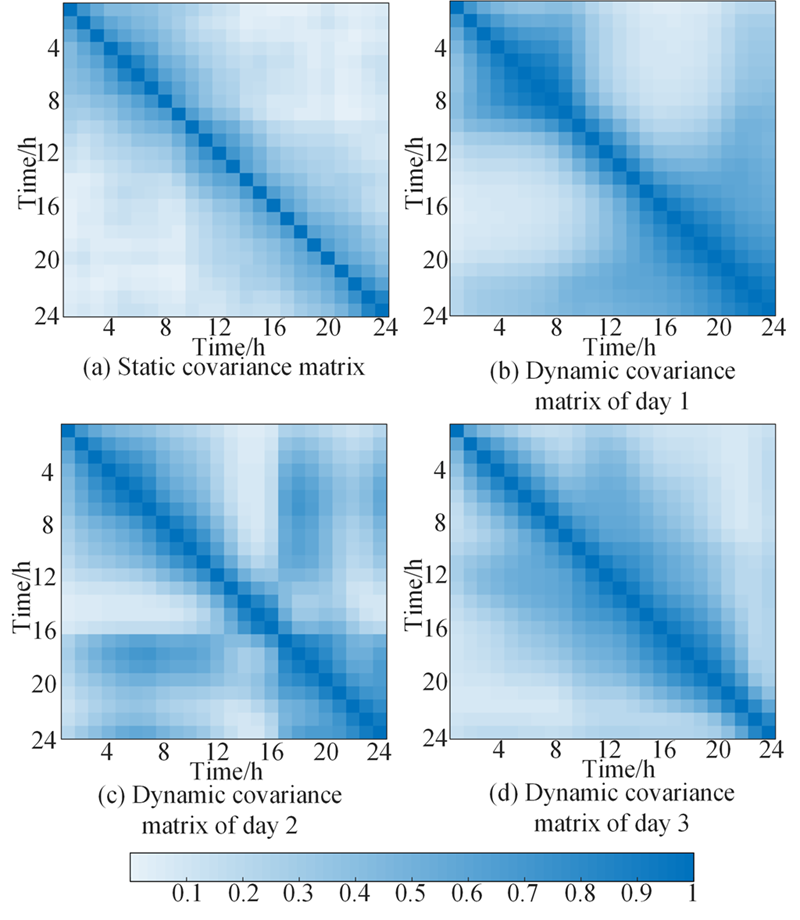 4
8
12
16
20
24
Time/h
4 8 12 16 20 24
Time/h
(a) Static covariance matrix
4
8
12
16
20
24
Time/h
4 8 12 16 20 24
Time/h
(b) Dynamic covariance
matrix of day 1
4
8
12
16
20
24
Time/h
4 8 12 16 20 24
Time/h
(c) Dynamic covariance
matrix of day 2
4
8
12
16
20
24
Time/h
4 8 12 16 20 24
Time/h
(d) Dynamic covariance
matrix of day 3
0.1 0.2 0.3 0.4 0.5 0.6 0.7 0.8 0.9 1